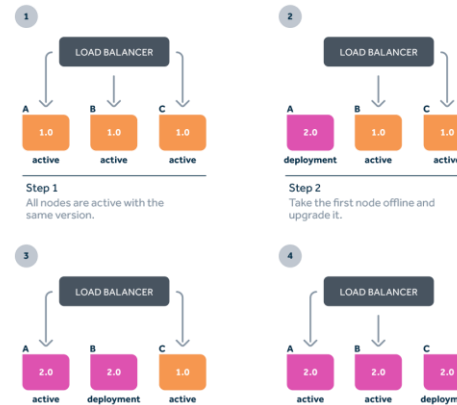 1
LOAD BALANCER
A B C
1.0 1.0 1.0
active active active
Step 1
All nodes are active with the
same version.
2
LOAD BALANCER
A B C
2.0 1.0 1.0
deployment active active
Step 2
Take the first node offline and
upgrade it.
3
LOAD BALANCER
A B C
2.0 2.0 1.0
active deployment active
4
LOAD BALANCER
A B C
2.0 2.0 2.0
active active